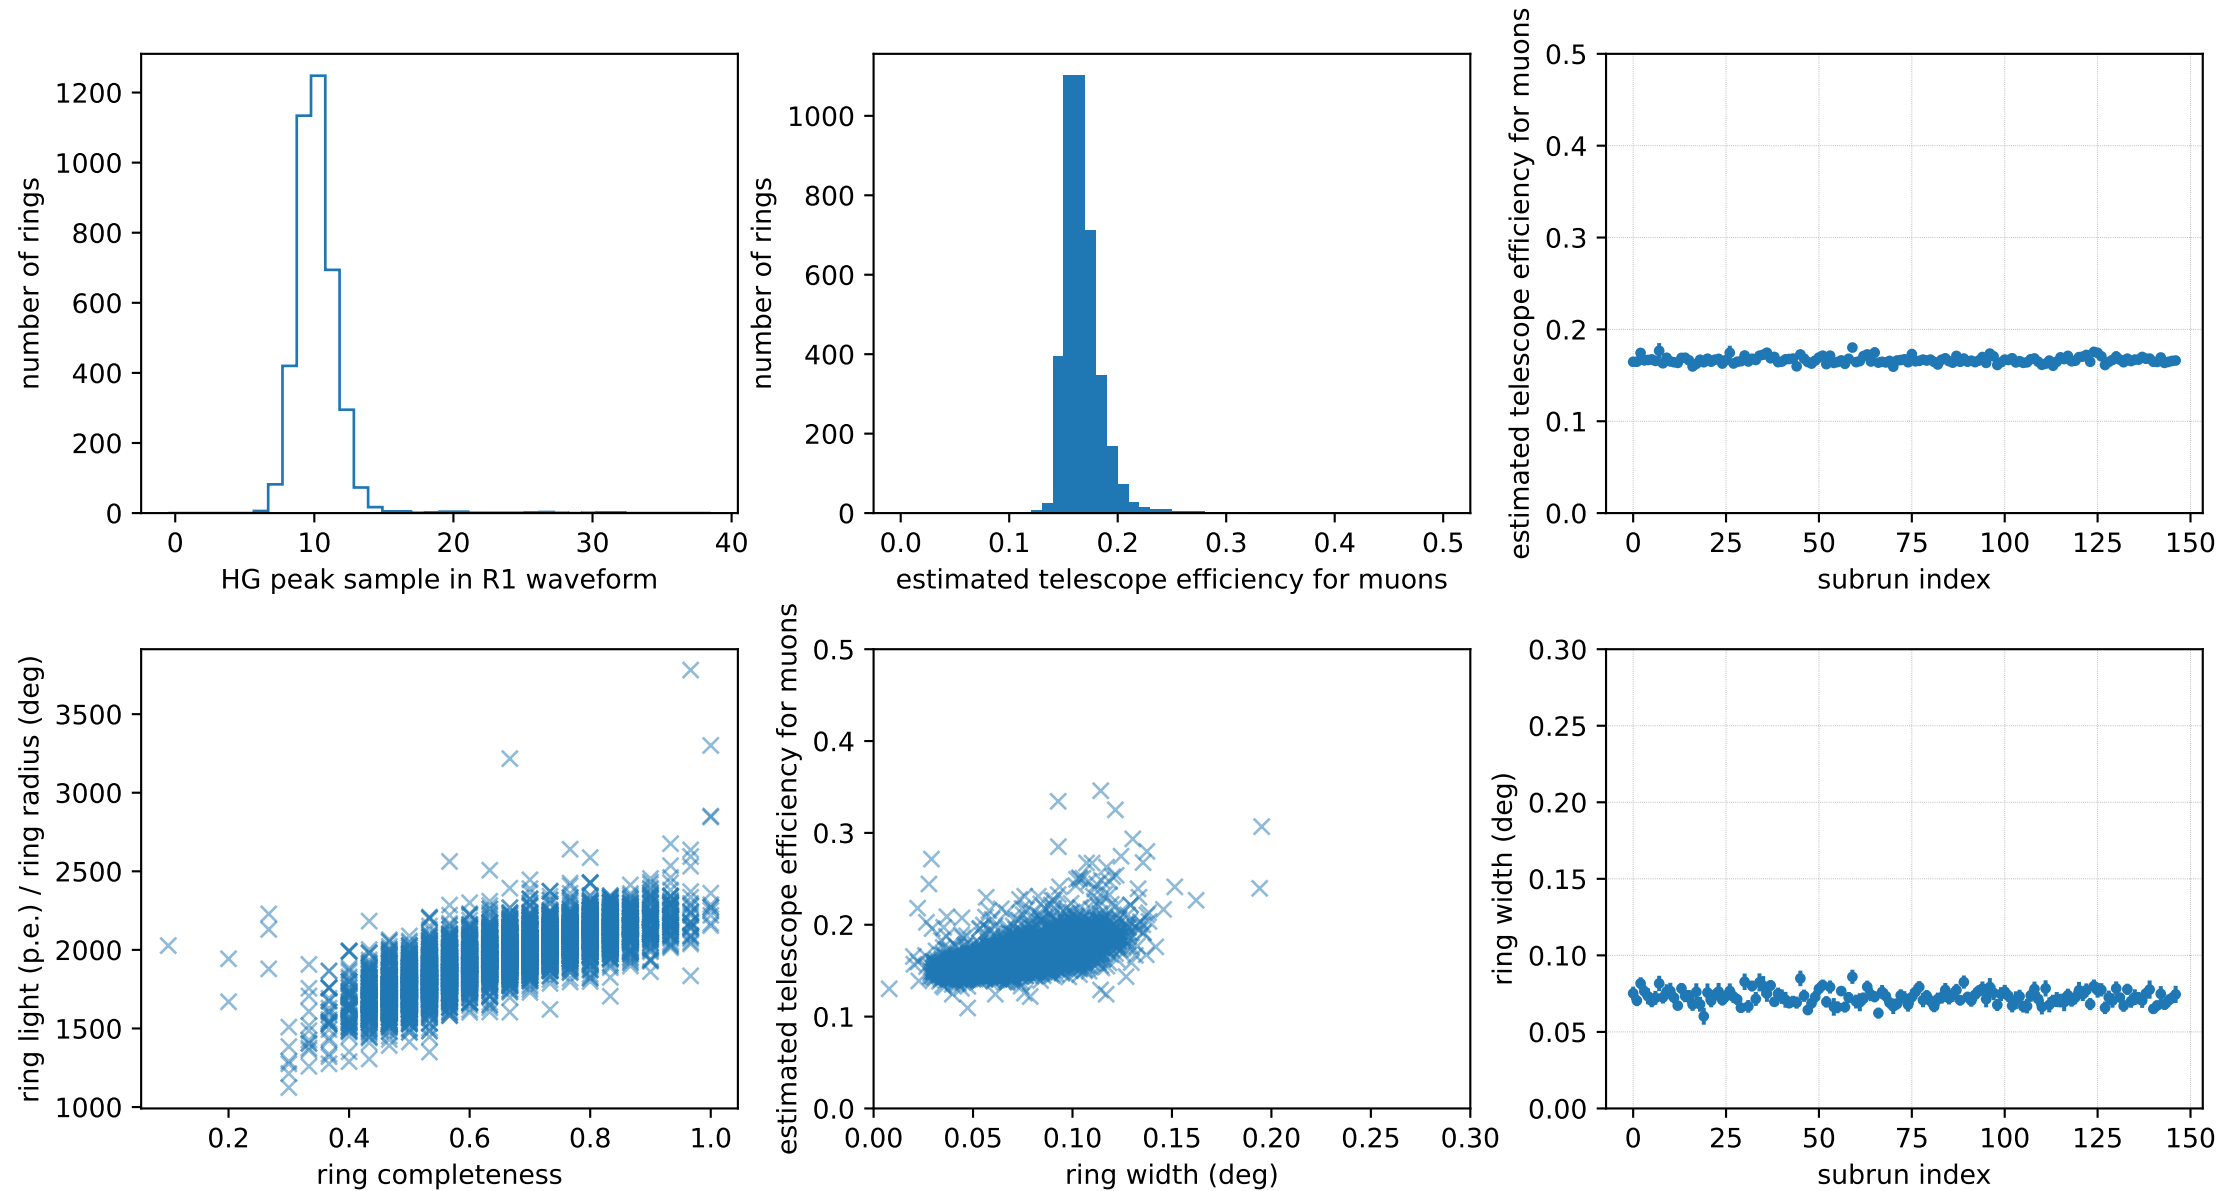 number of rings
1200
1000
800
600
400
200
0
0 10 20 30 40
HG peak sample in R1 waveform
number of rings
1000
800
600
400
200
0
0.0 0.1 0.2 0.3 0.4 0.5
estimated telescope efficiency for muons
estimated telescope efficiency for muons
0.5
0.4
0.3
0.2
0.1
0.0
0 25 50 75 100 125 150
subrun index
ring light (p.e.) / ring radius (deg)
3500
3000
2500
2000
1500
1000
0.2 0.4 0.6 0.8 1.0
ring completeness
estimated telescope efficiency for muons
0.5
0.4
0.3
0.2
0.1
0.0
0.00 0.05 0.10 0.15 0.20 0.25 0.30
ring width (deg)
ring width (deg)
0.30
0.25
0.20
0.15
0.10
0.05
0.00
0 25 50 75 100 125 150
subrun index